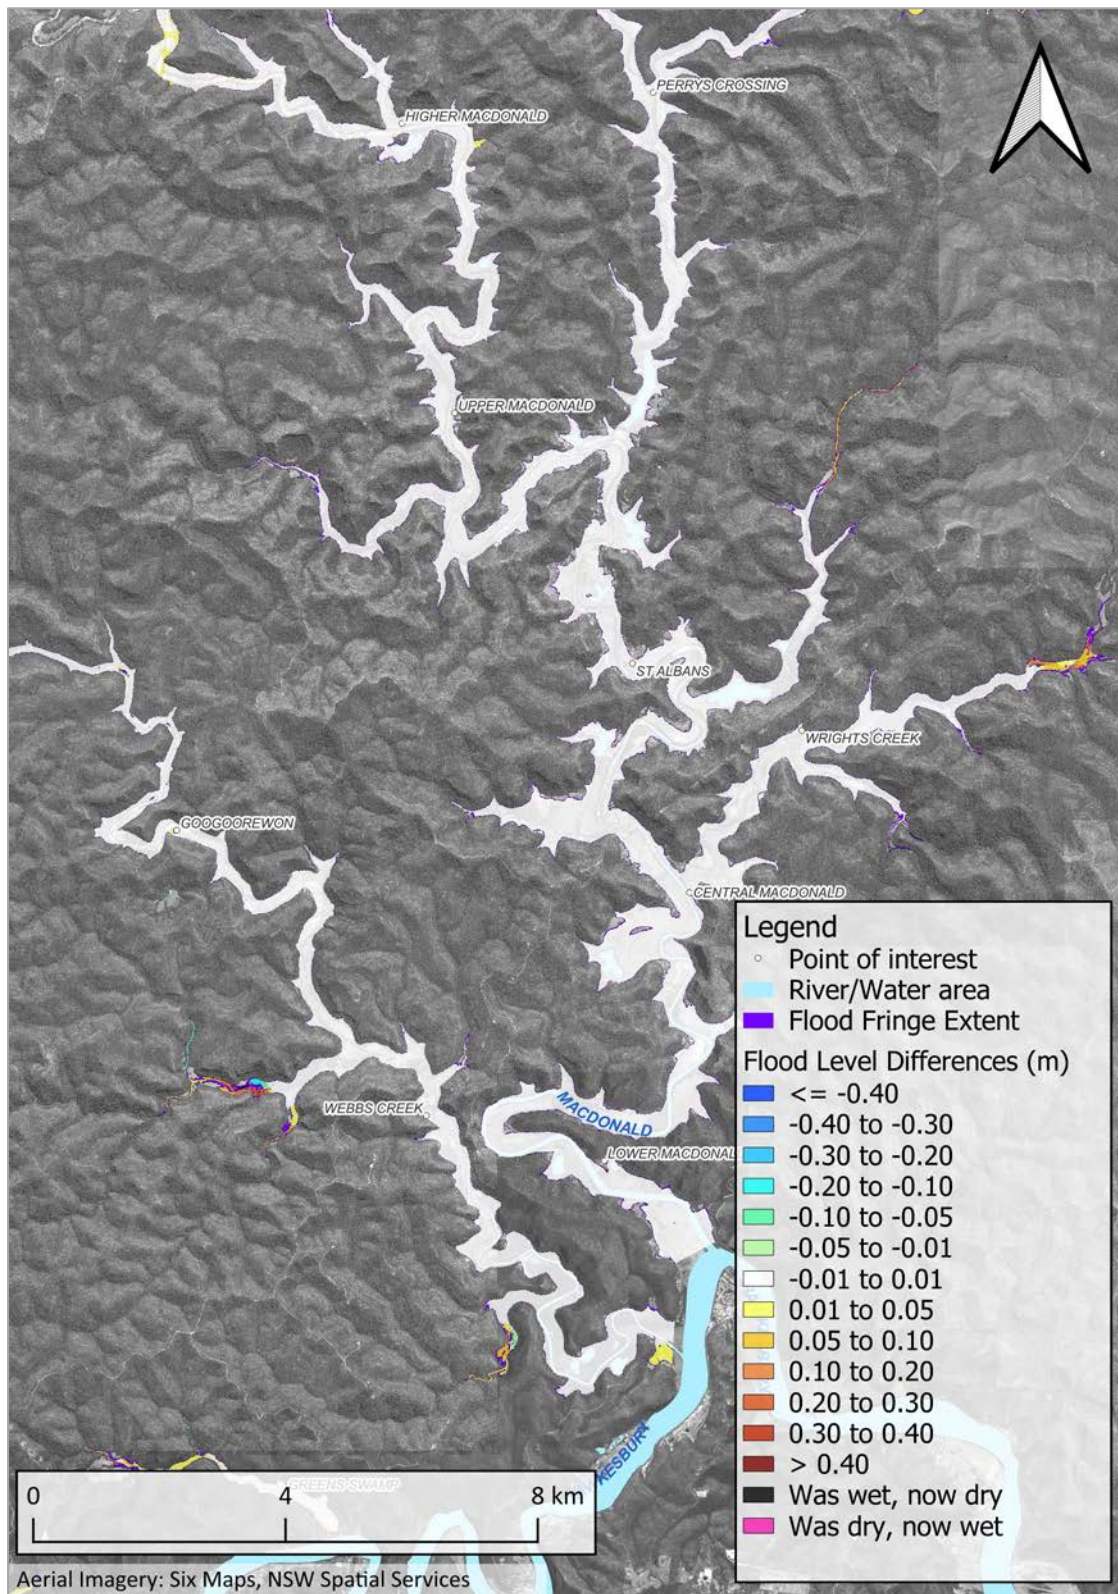 PERRYS CROSSING
HIGHER MACDONALD
UPPER MACDONALD
ST ALBANS
WRIGHTS CREEK
GOOGOOREWON
CENTRAL MACDONALD
WEBBS CREEK
MACDONALD
LOWER MACDONAL
KESBURY
GREENS SWAMP
Legend
Point of interest
River/Water area
Flood Fringe Extent
Flood Level Differences (m)
<= -0.40
-0.40 to -0.30
-0.30 to -0.20
-0.20 to -0.10
-0.10 to -0.05
-0.05 to -0.01
-0.01 to 0.01
0.01 to 0.05
0.05 to 0.10
0.10 to 0.20
0.20 to 0.30
0.30 to 0.40
> 0.40
Was wet, now dry
Was dry, now wet
0 4 8 km
Aerial Imagery: Six Maps, NSW Spatial Services